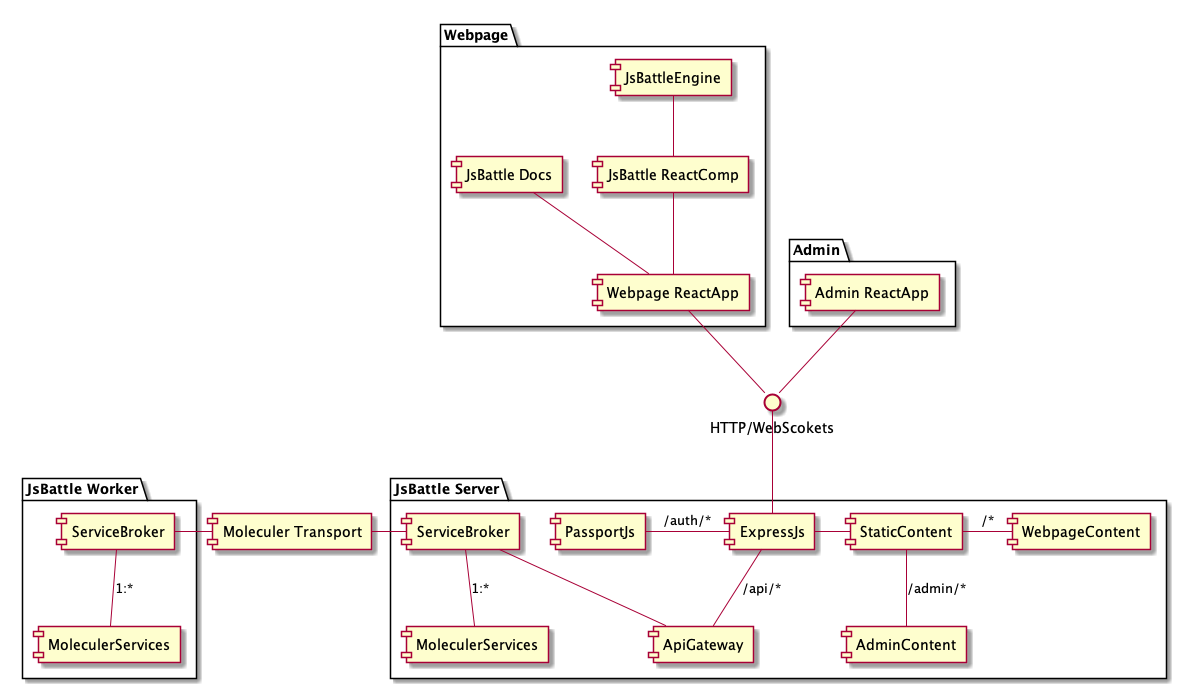 Webpage
JsBattleEngine
JsBattle Docs
JsBattle ReactComp
Webpage ReactApp
Admin
Admin ReactApp
HTTP/WebScokets
JsBattle Worker
ServiceBroker
1:*
MoleculerServices
Moleculer Transport
JsBattle Server
ServiceBroker
PassportJs
/auth/*
ExpressJs
StaticContent
/*
WebpageContent
1:*
/api/*
/admin/*
MoleculerServices
ApiGateway
AdminContent